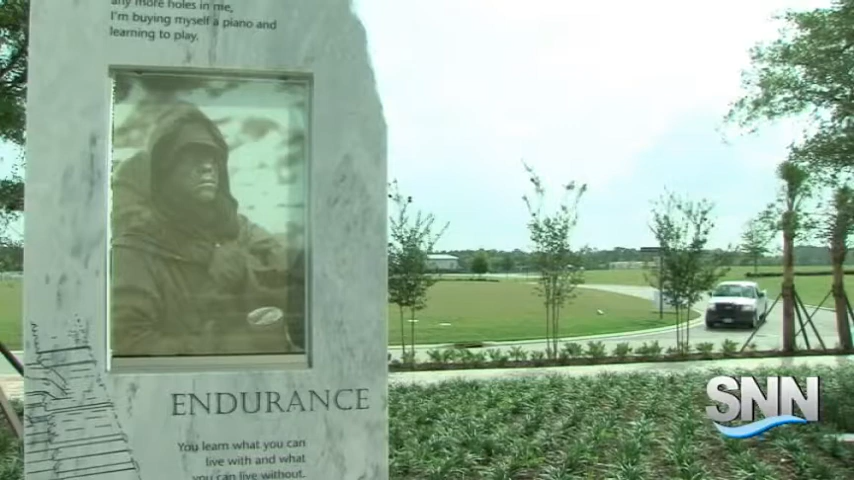 any more holes in me,
I'm buying myself a piano and
learning to play.
ENDURANCE
You learn what you can
live with and what
you can live without.
SNN